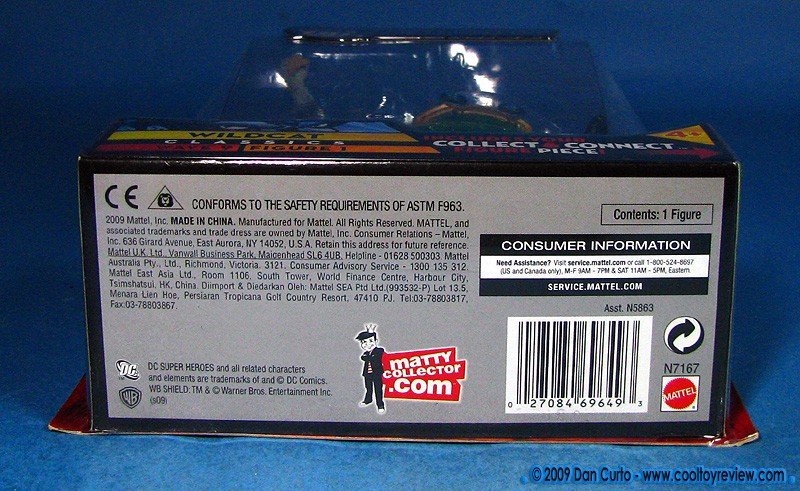 WILDCAT
CLASSICS
FIGURE 1
INCLUDES YOUR
COLLECT & CONNECT
FIGURE PIECE!
4+
CE
CONFORMS TO THE SAFETY REQUIREMENTS OF ASTM F963.
2009 Mattel, Inc. MADE IN CHINA. Manufactured for Mattel. All Rights Reserved. MATTEL, and
associated trademarks and trade dress are owned by Mattel, Inc. Consumer Relations – Mattel,
Inc. 636 Girard Avenue, East Aurora, NY 14052, U.S.A. Retain this address for future reference.
Mattel U.K. Ltd., Vanwall Business Park, Maidenhead SL6 4UB. Helpline - 01628 500303. Mattel
Australia Pty., Ltd., Richmond, Victoria. 3121. Consumer Advisory Service - 1300 135 312.
Mattel East Asia Ltd., Room 1106, South Tower, World Finance Centre, Harbour City,
Tsimshatsui, HK, China. Diimport & Diedarkan Oleh: Mattel SEA Ptd Ltd.(993532-P) Lot 13.5,
Menara Lien Hoe, Persiaran Tropicana Golf Country Resort, 47410 PJ. Tel:03-78803817,
Fax:03-78803867.
Contents: 1 Figure
CONSUMER INFORMATION
Need Assistance? Visit service.mattel.com or call 1-800-524-8697
(US and Canada only), M-F 9AM - 7PM & SAT 11AM - 5PM, Eastern.
SERVICE.MATTEL.COM
Asst. N5863
N7167
MATTEL
0 27084 69649 3
matty
COLLECTOR
.com
DC
DC SUPER HEROES and all related characters
and elements are trademarks of and © DC Comics.
WB SHIELD: TM & © Warner Bros. Entertainment Inc.
(s09)
WB
© 2009 Dan Curto - www.cooltoyreview.com